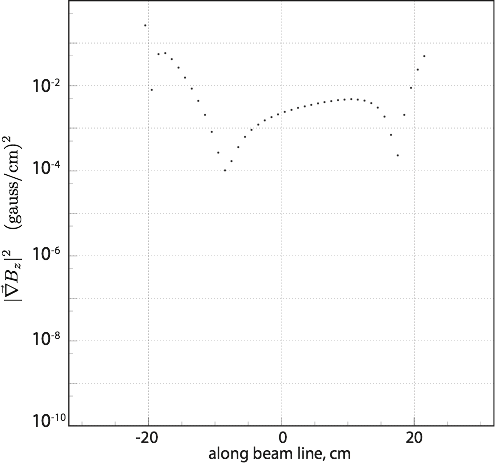 |∇⃗B_z|² (gauss/cm)²
10⁻²
10⁻⁴
10⁻⁶
10⁻⁸
10⁻¹⁰
-20 0 20
along beam line, cm